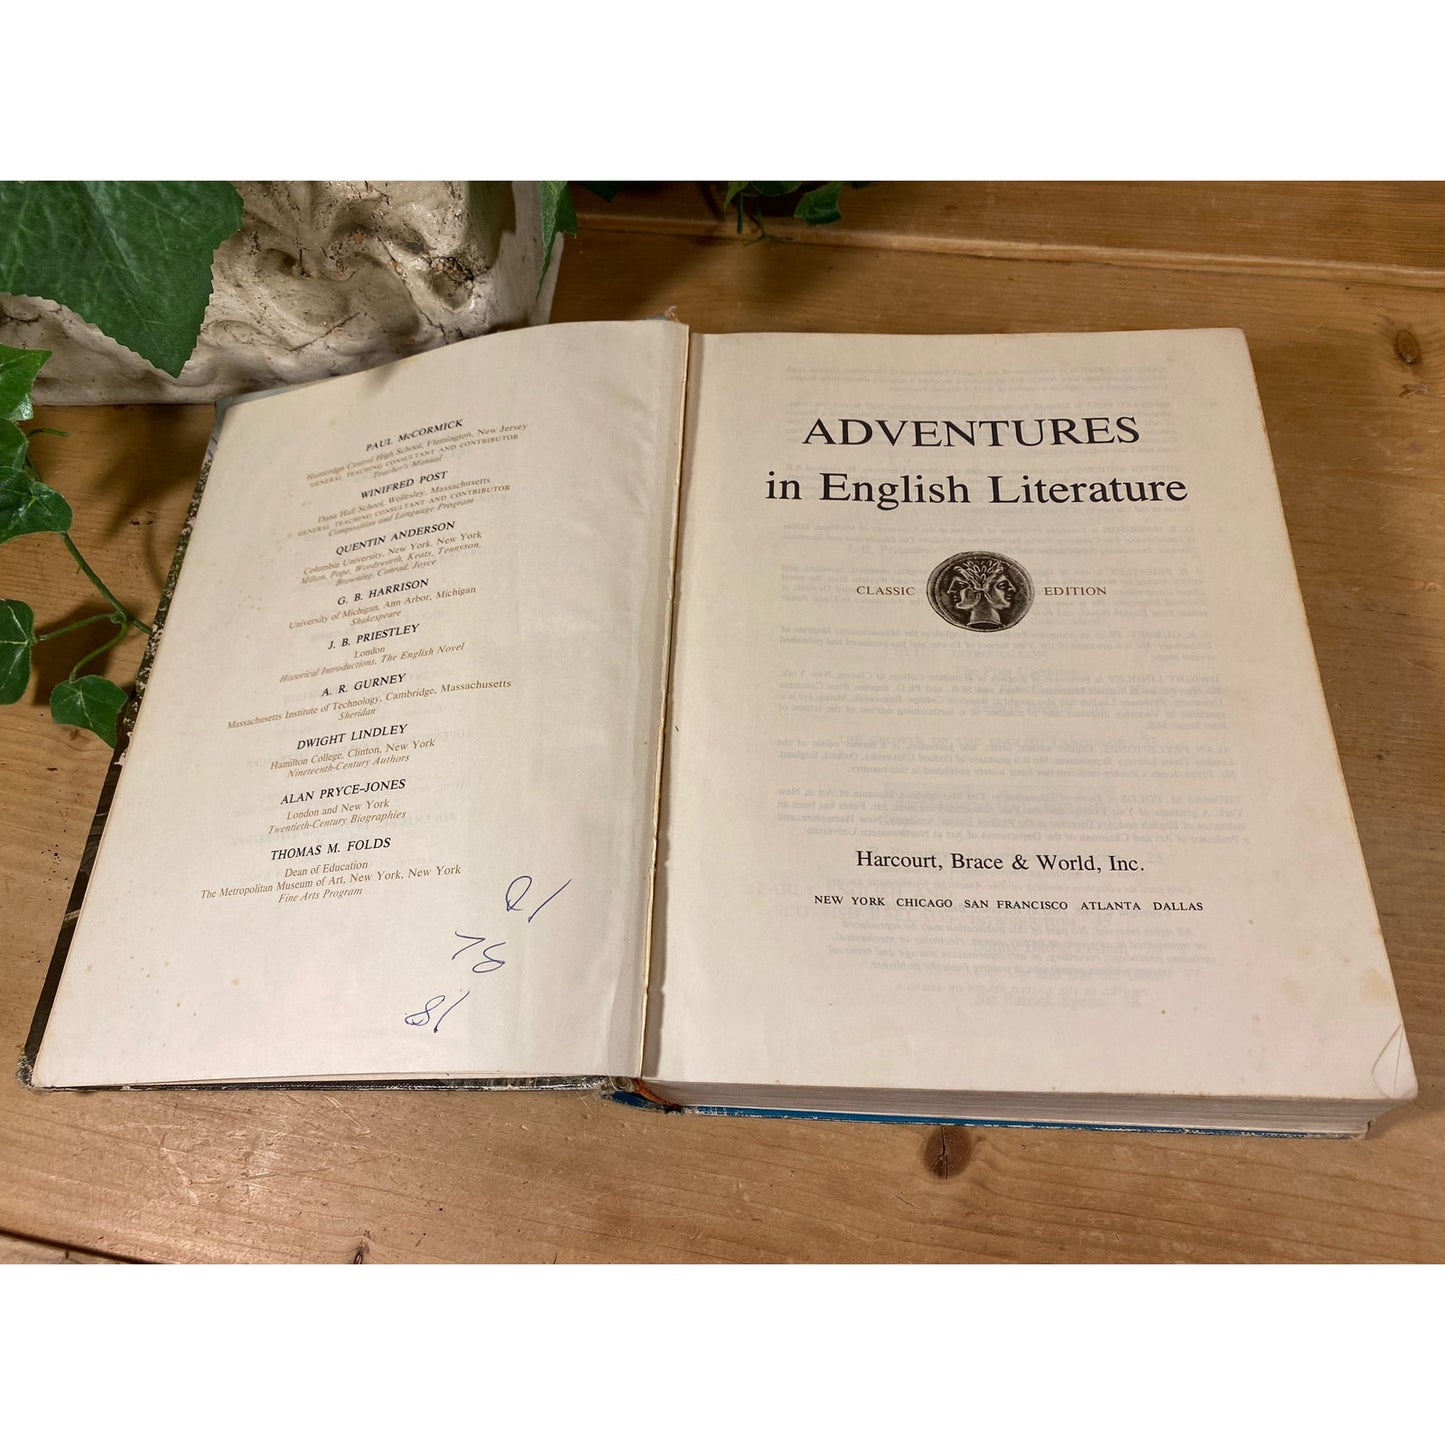 PAUL McCORMICK
Hunterdon Central High School, Flemington, New Jersey
GENERAL TEACHING CONSULTANT AND CONTRIBUTOR
Teacher's Manual
WINIFRED POST
Dana Hall School, Wellesley, Massachusetts
GENERAL TEACHING CONSULTANT AND CONTRIBUTOR
Composition and Language Program
QUENTIN ANDERSON
Columbia University, New York, New York
Milton, Pope, Wordsworth, Keats, Tennyson,
Browning, Conrad, Joyce
G. B. HARRISON
University of Michigan, Ann Arbor, Michigan
Shakespeare
J. B. PRIESTLEY
London
Historical Introductions, The English Novel
A. R. GURNEY
Massachusetts Institute of Technology, Cambridge, Massachusetts
Sheridan
DWIGHT LINDLEY
Hamilton College, Clinton, New York
Nineteenth-Century Authors
ALAN PRYCE-JONES
London and New York
Twentieth-Century Biographies
THOMAS M. FOLDS
Dean of Education
The Metropolitan Museum of Art, New York, New York
Fine Arts Program
ADVENTURES
in English Literature
CLASSIC EDITION
Harcourt, Brace & World, Inc.
NEW YORK CHICAGO SAN FRANCISCO ATLANTA DALLAS